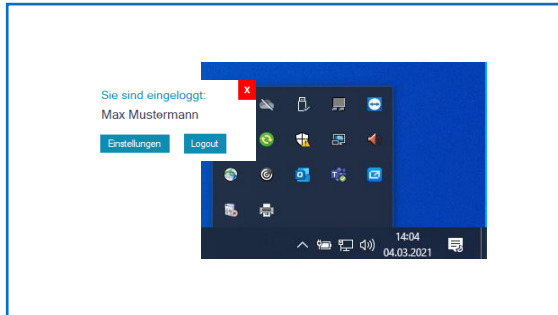 Sie sind eingeloggt:
X
Max Mustermann
Einstellungen Logout
14:04
04.03.2021